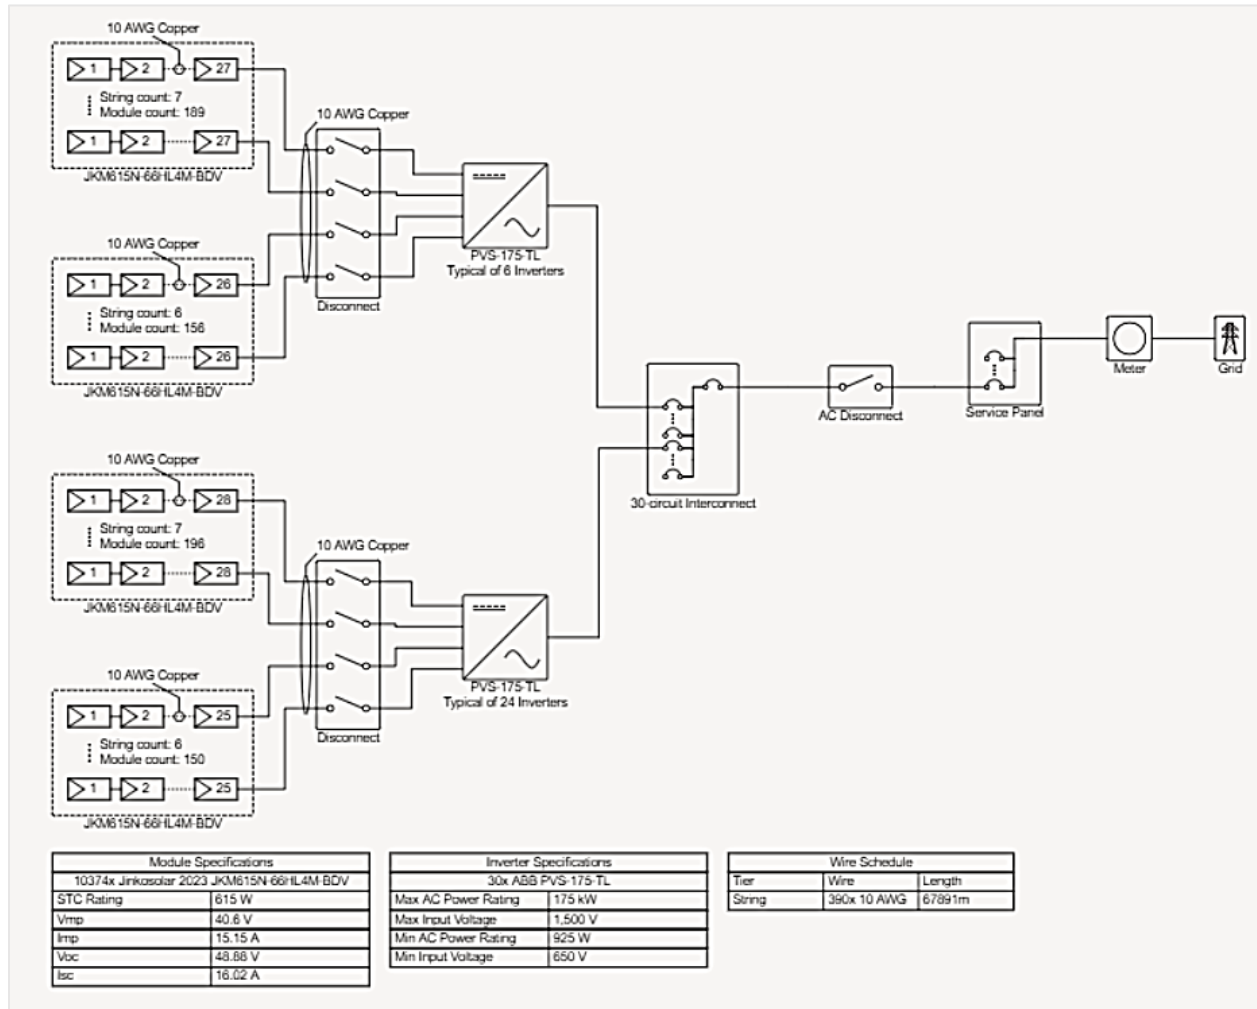 10 AWG Copper
1 2 27
String count: 7
Module count: 189
1 2 27
JKM615N-66HL4M-BDV
10 AWG Copper
10 AWG Copper
1 2 26
String count: 6
Module count: 156
1 2 26
JKM615N-66HL4M-BDV
Disconnect
PVS-175-TL
Typical of 6 Inverters
10 AWG Copper
1 2 28
String count: 7
Module count: 196
1 2 28
JKM615N-66HL4M-BDV
10 AWG Copper
10 AWG Copper
1 2 25
String count: 6
Module count: 150
1 2 25
JKM615N-66HL4M-BDV
Disconnect
PVS-175-TL
Typical of 24 Inverters
30-circuit Interconnect
AC Disconnect
Service Panel
Meter
Grid
Module Specifications
10374x Jinkosolar 2023 JKM615N-66HL4M-BDV
STC Rating 615 W
Vmp 40.6 V
Imp 15.15 A
Voc 48.88 V
Isc 16.02 A
Inverter Specifications
30x ABB PVS-175-TL
Max AC Power Rating 175 kW
Max Input Voltage 1,500 V
Min AC Power Rating 925 W
Min Input Voltage 650 V
Wire Schedule
Tier Wire Length
String 390x 10 AWG 67891m